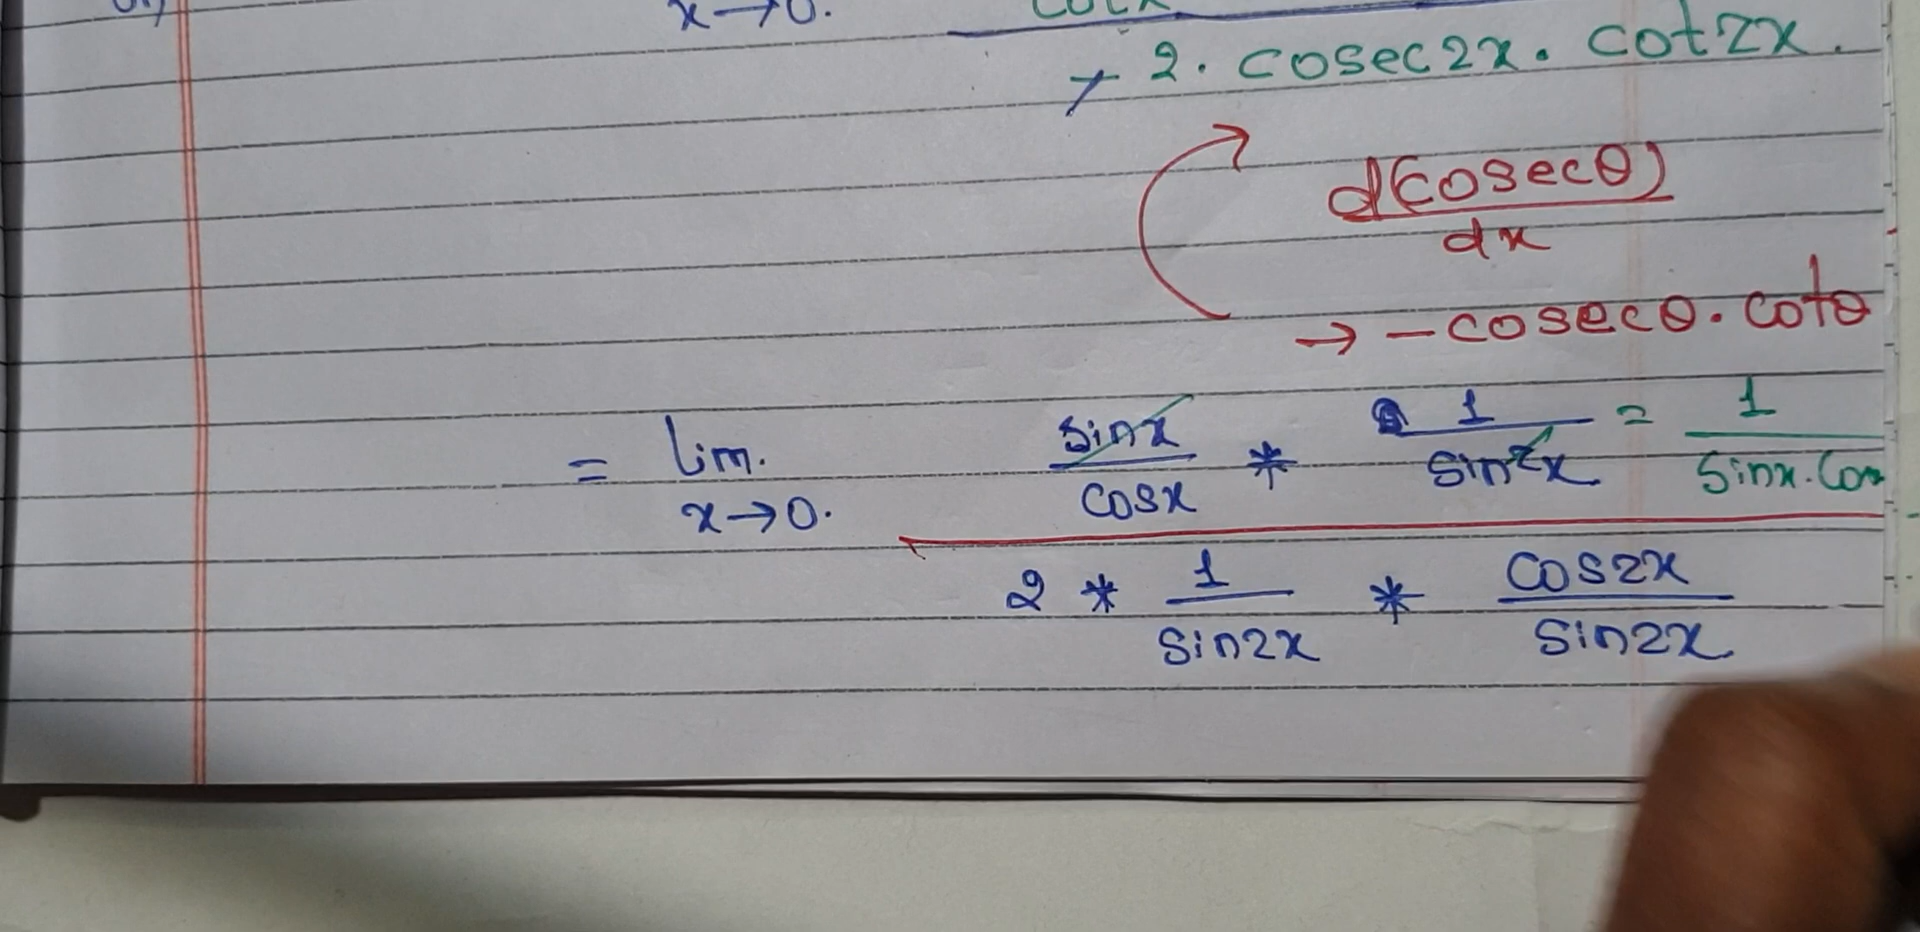 x→0.
2. cosec2x. cot2x.
d(cosecθ)
dx
→ -cosecθ. cotθ
= lim. sinx/cosx * 1/sin²x = 1/sinx.cos
x→0.
2 * 1/sin2x * cos2x/sin2x